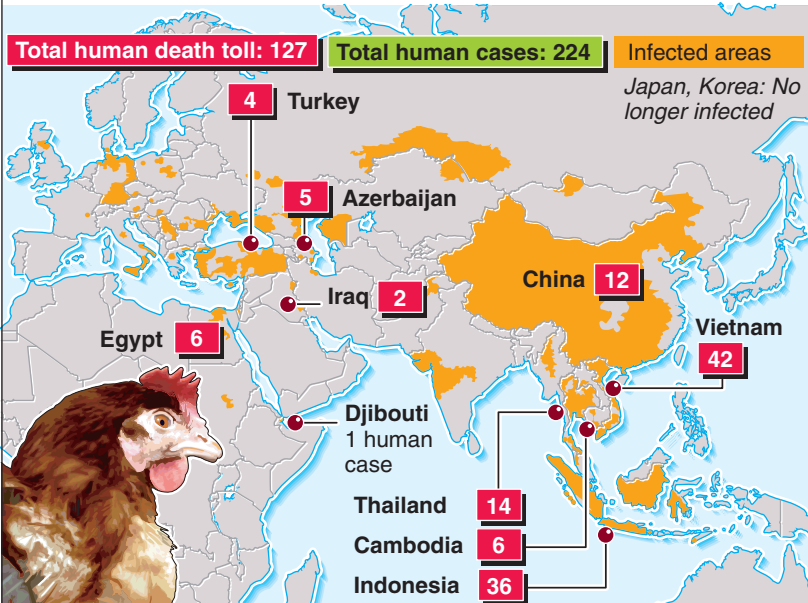 Total human death toll: 127
Total human cases: 224
Infected areas
Japan, Korea: No
longer infected
4 Turkey
5 Azerbaijan
China 12
Iraq 2
Egypt 6
Vietnam
42
Djibouti
1 human
case
Thailand 14
Cambodia 6
Indonesia 36